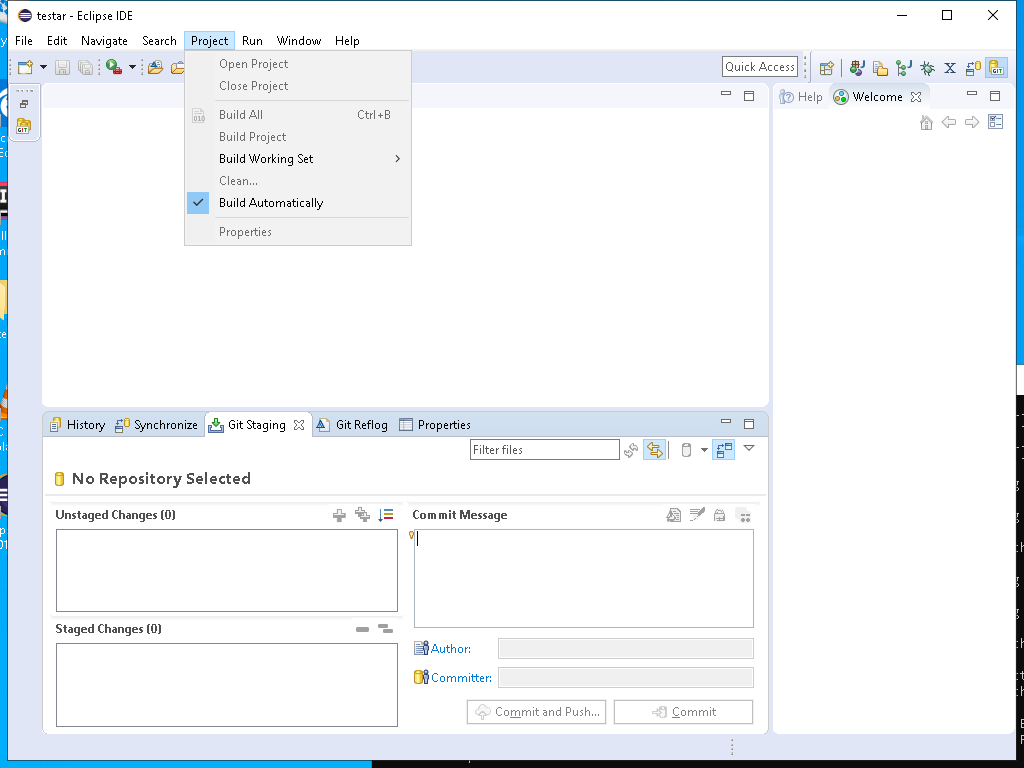 testar - Eclipse IDE
File Edit Navigate Search Project Run Window Help
Open Project
Close Project
Build All Ctrl+B
Build Project
Build Working Set
Clean...
Build Automatically
Properties
Quick Access
GIT
GIT
Help Welcome
History Synchronize Git Staging Git Reflog Properties
Filter files
No Repository Selected
Unstaged Changes (0)
Commit Message
Staged Changes (0)
Author:
Committer:
Commit and Push...
Commit